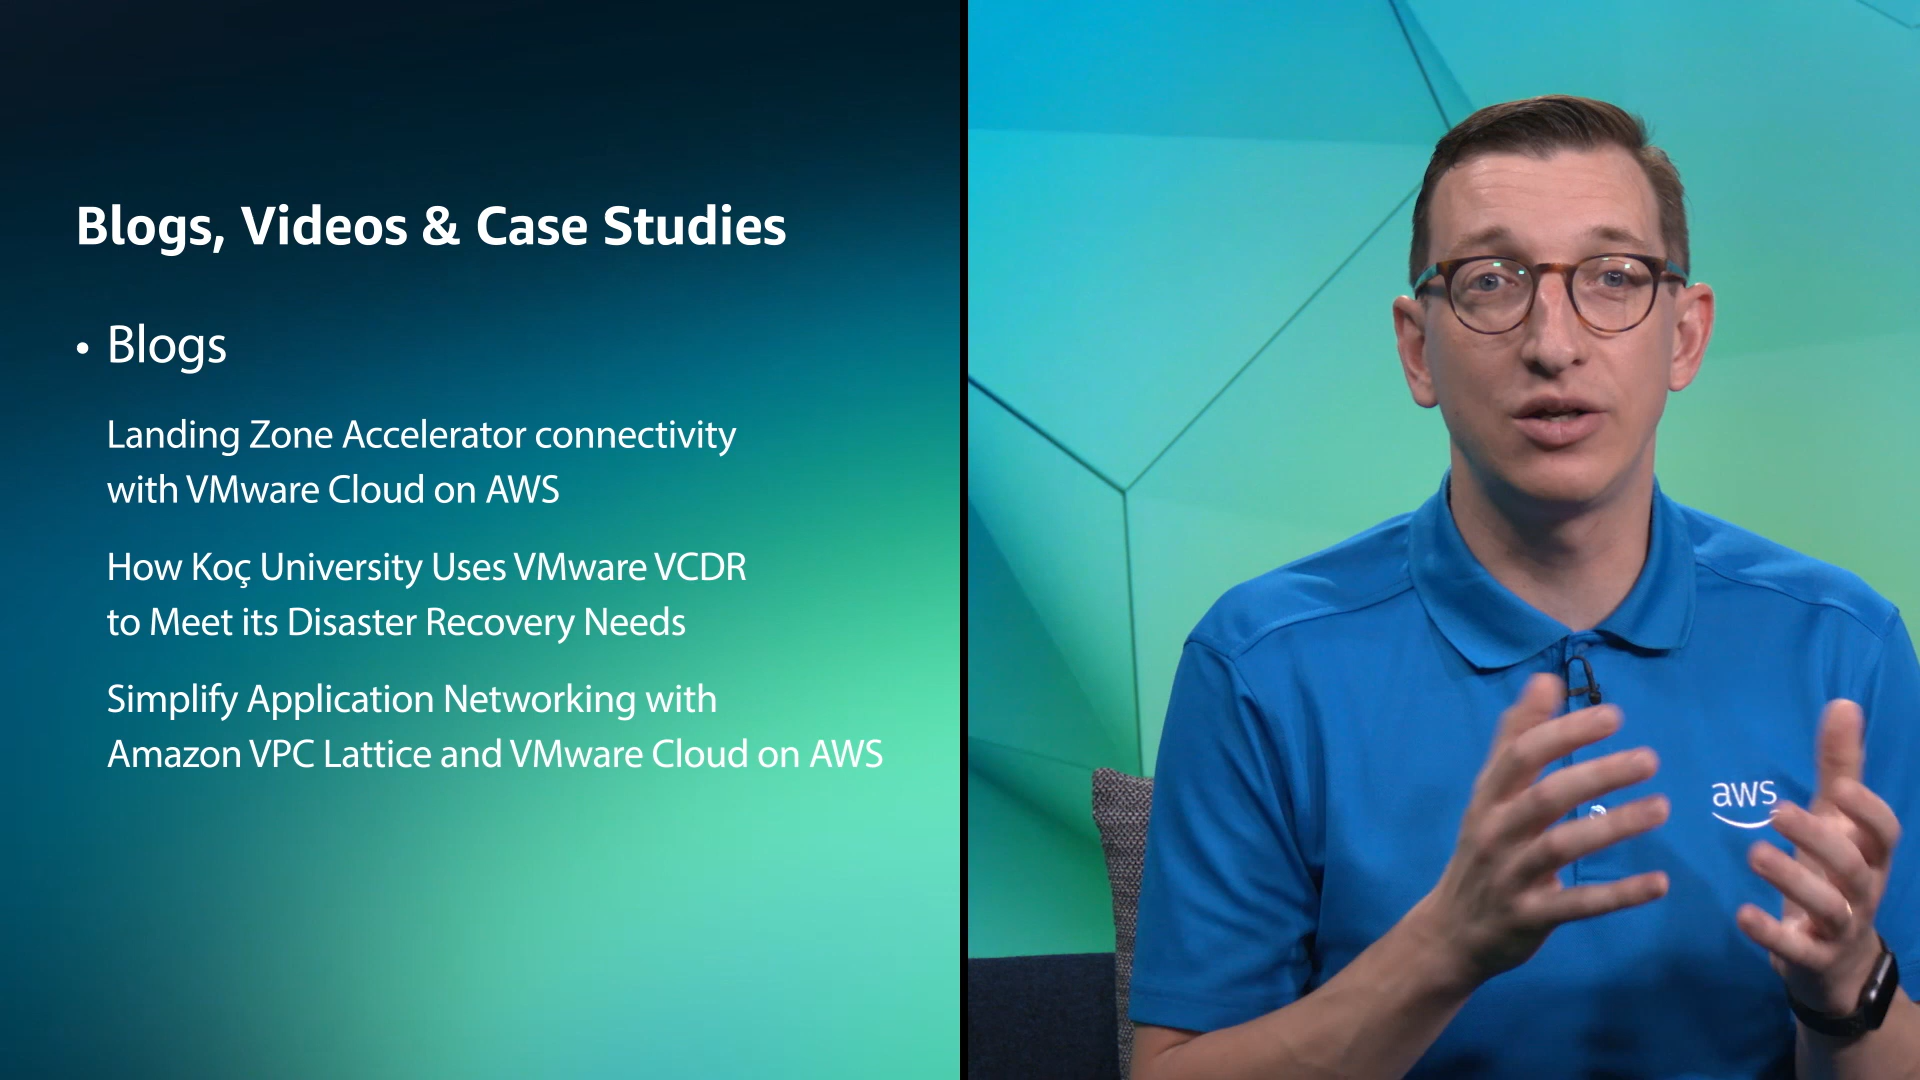 Blogs, Videos & Case Studies
• Blogs
Landing Zone Accelerator connectivity
with VMware Cloud on AWS
How Koç University Uses VMware VCDR
to Meet its Disaster Recovery Needs
Simplify Application Networking with
Amazon VPC Lattice and VMware Cloud on AWS
aws